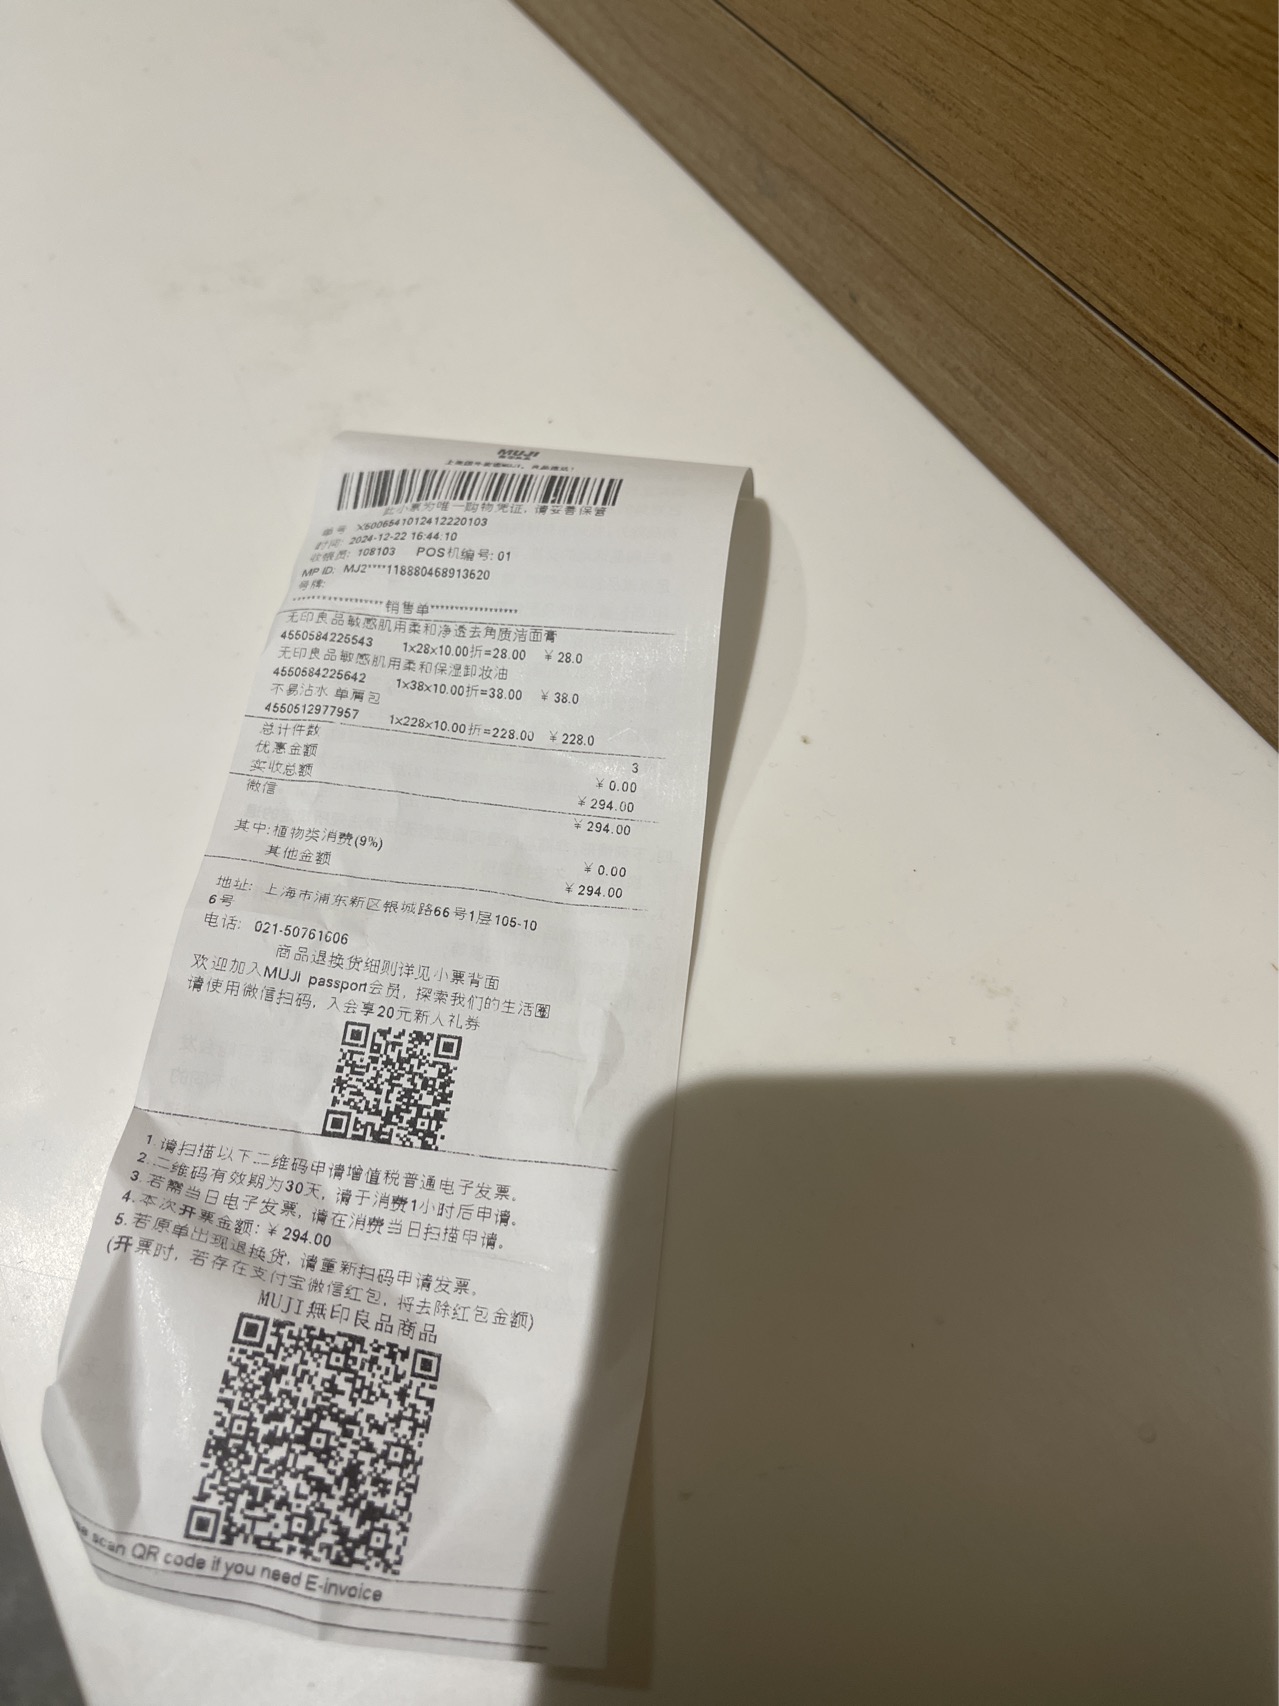 MUJI
此小票为唯一购物凭证, 请妥善保管
单号 X6006541012412220103
时间: 2024-12-22 16:44:10
收银员: 108103 POS机编号: 01
MP ID: MJ2****118880468913620
号牌:
******************销售单******************
无印良品敏感肌用柔和净透去角质洁面膏
4550584225543 1x28x10.00折=28.00 ¥ 28.0
无印良品敏感肌用柔和保湿卸妆油
4550584225642 1x38x10.00折=38.00 ¥ 38.0
不易沾水 单肩包
4550512977957 1x228x10.00折=228.00 ¥ 228.0
总计件数 3
优惠金额 ¥ 0.00
实收总额 ¥ 294.00
微信 ¥ 294.00
其中: 植物类消费(9%) ¥ 0.00
其他金额 ¥ 294.00
地址: 上海市浦东新区银城路66号1层105-10
6号
电话: 021-50761606
商品退换货细则详见小票背面
欢迎加入MUJI passport会员, 探索我们的生活圈
请使用微信扫码, 入会享20元新人礼券
1. 请扫描以下二维码申请增值税普通电子发票。
2. 二维码有效期为30天, 请于消费1小时后申请。
3. 若需当日电子发票, 请在消费当日扫描申请。
4. 本次开票金额: ¥ 294.00
5. 若原单出现退换货, 请重新扫码申请发票。
(开票时, 若存在支付宝微信红包, 将去除红包金额)
MUJI無印良品商品
scan QR code if you need E-invoice